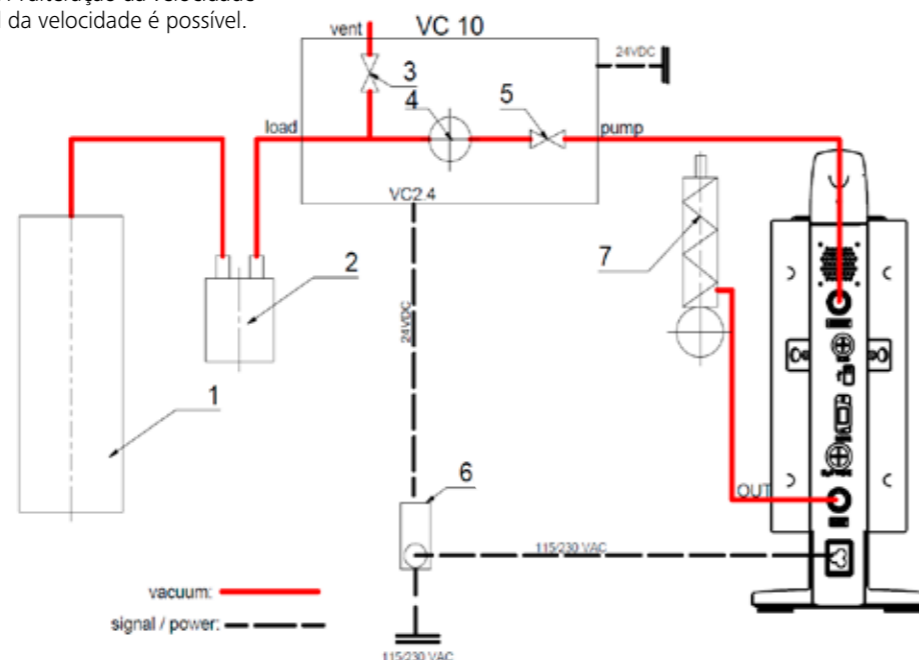 da velocidade é possível.
vent
VC 10
24VDC
3
4
5
load
pump
VC2.4
7
2
24VDC
1
6
OUT
115/230 VAC
vacuum:
signal / power:
115/230 VAC